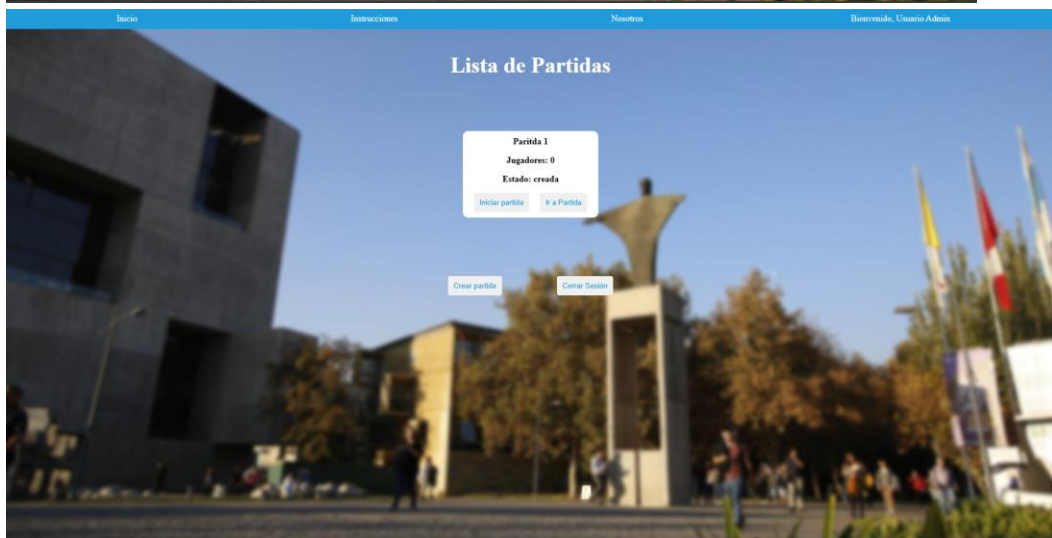 Inicio Instrucciones Nosotros Bienvenido, Usuario Admin
Lista de Partidas
Paritda 1
Jugadores: 0
Estado: creada
Iniciar partida Ir a Partida
Crear partida Cerrar Sesión